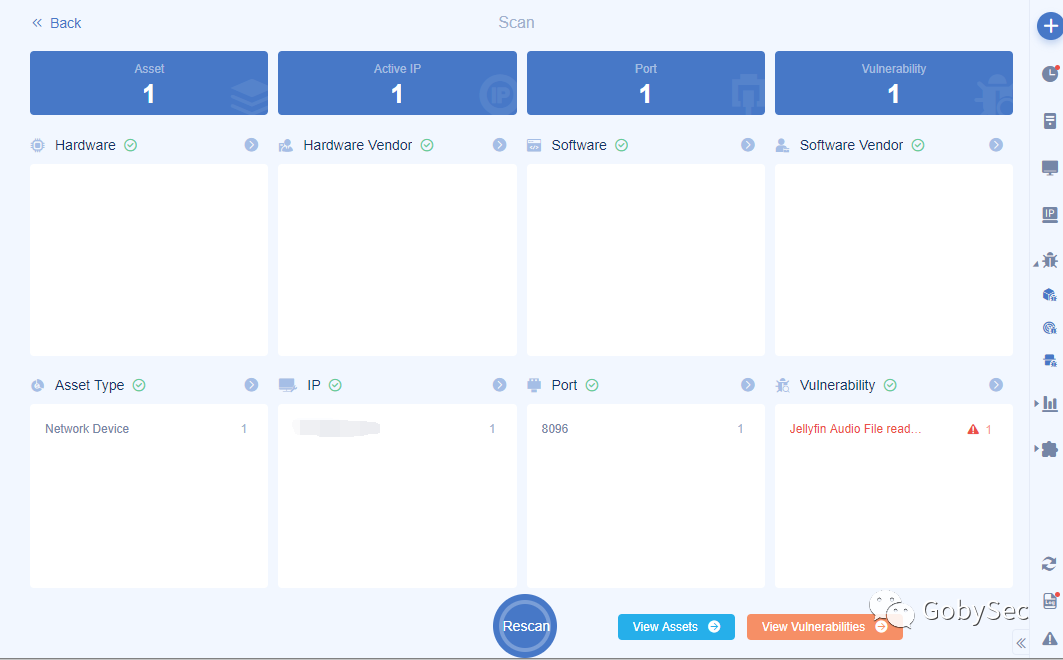 Back
Scan
Asset
1
Active IP
1
Port
1
Vulnerability
1
Hardware
Hardware Vendor
Software
Software Vendor
Asset Type
IP
Port
Vulnerability
Network Device 1
1
8096 1
Jellyfin Audio File read... 1
Rescan
View Assets
View Vulnerabilities
GobySec
IP